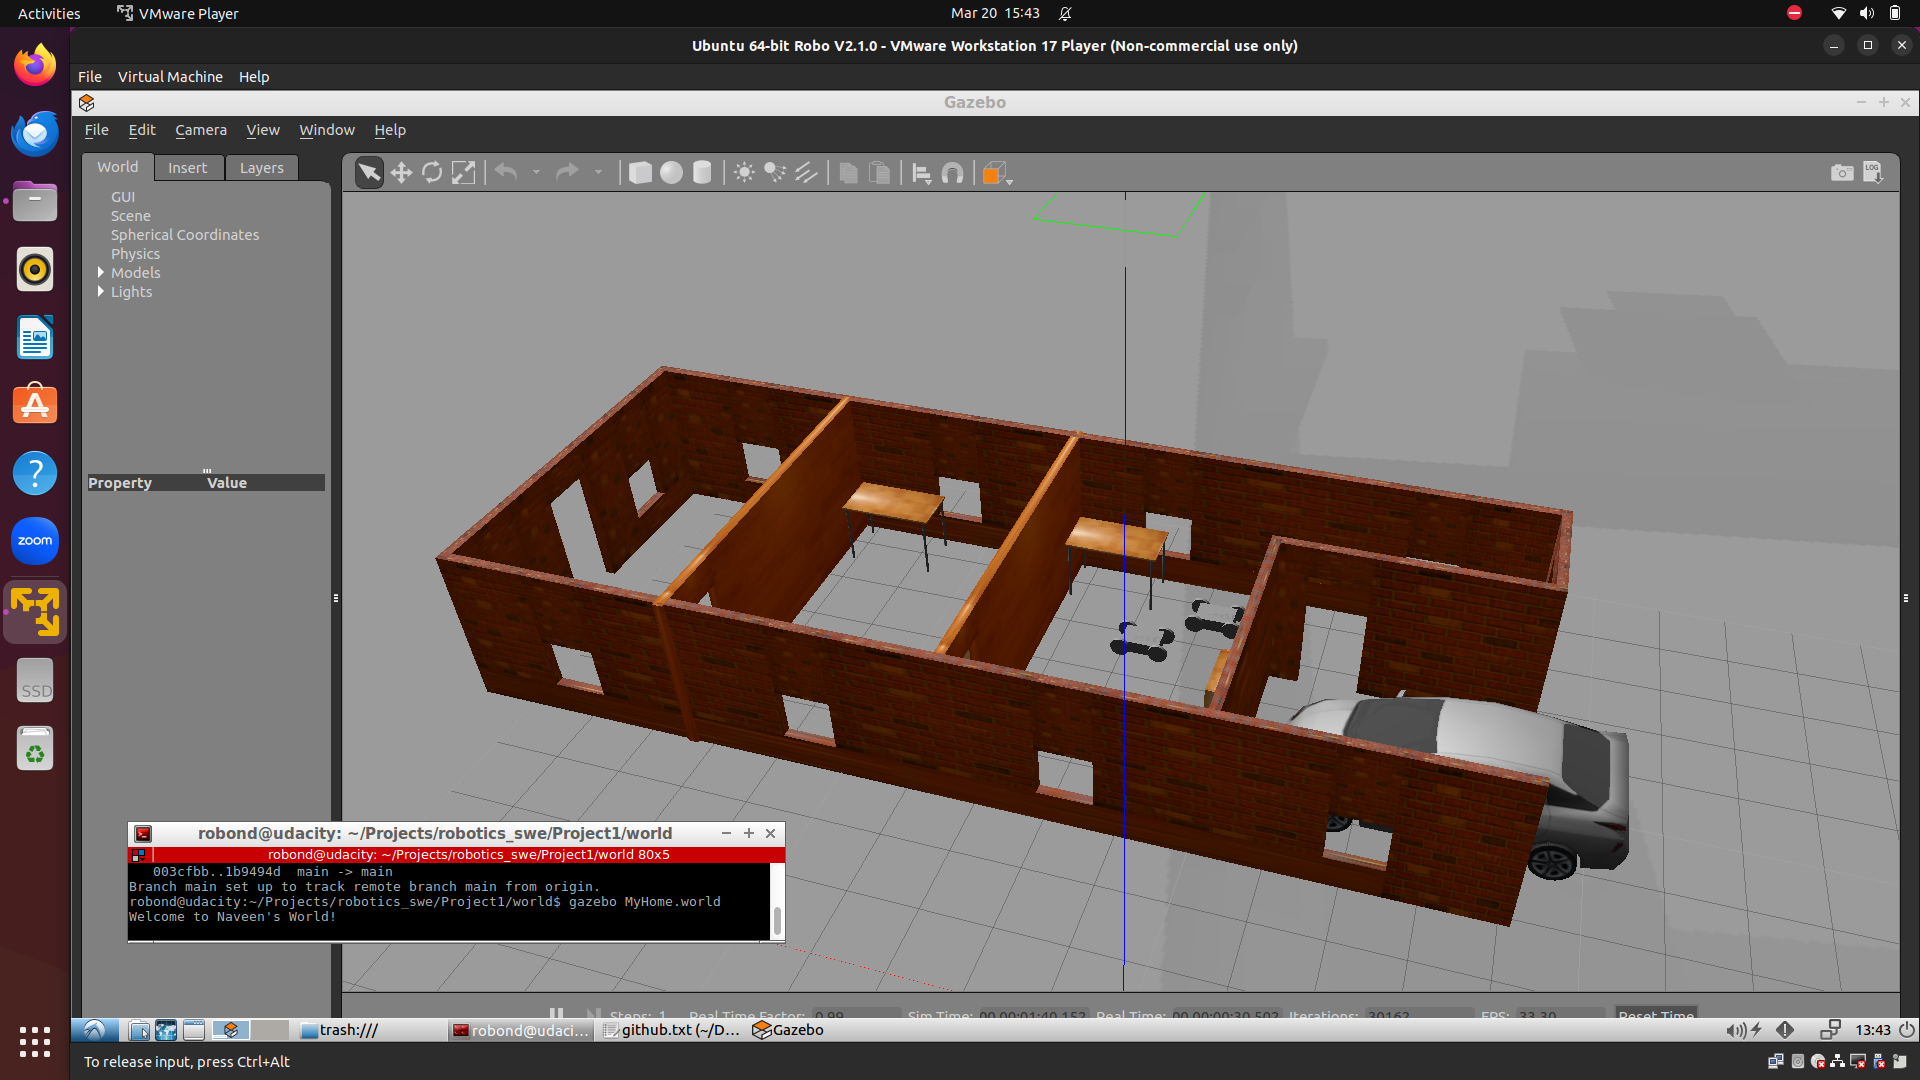 Activities VMware Player Mar 20 15:43
Ubuntu 64-bit Robo V2.1.0 - VMware Workstation 17 Player (Non-commercial use only)
File Virtual Machine Help
Gazebo
File Edit Camera View Window Help
World Insert Layers
LOG
GUI
Scene
Spherical Coordinates
Physics
Models
Lights
Property Value
zoom
SSD
robond@udacity: ~/Projects/robotics_swe/Project1/world
robond@udacity: ~/Projects/robotics_swe/Project1/world 80x5
003cfbb..1b9494d main -> main
Branch main set up to track remote branch main from origin.
robond@udacity:~/Projects/robotics_swe/Project1/world$ gazebo MyHome.world
Welcome to Naveen's World!
Steps: 1 Real Time Factor: 0.99 Sim Time: 00 00:01:40.152 Real Time: 00 00:00:30.502 Iterations: 30162 FPS: 33.30 Reset Time
trash:/// robond@udaci... github.txt (~/D... Gazebo 13:43
To release input, press Ctrl+Alt